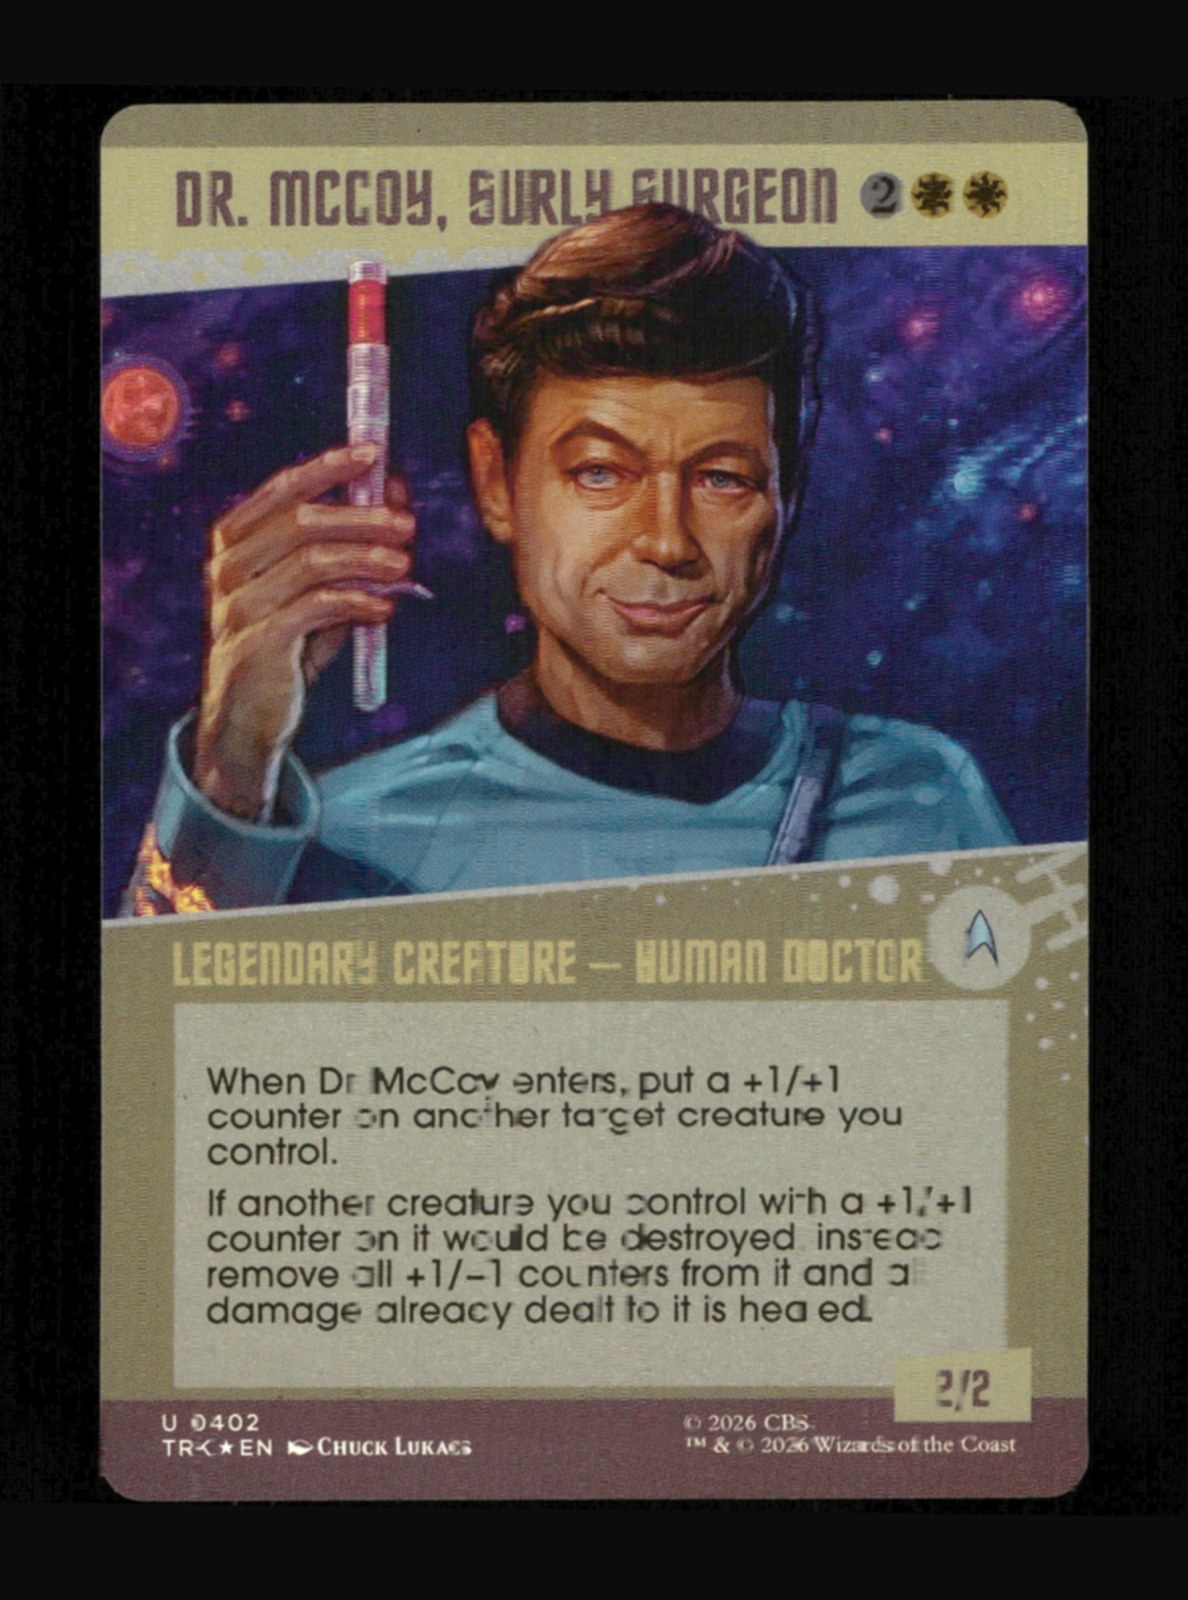 DR. MCCOY, SURLY SURGEON 2
LEGENDARY CREATURE – HUMAN DOCTOR
When Dr. McCoy enters, put a +1/+1
counter on another target creature you
control.
If another creature you control with a +1/+1
counter on it would be destroyed, instead
remove all +1/-1 counters from it and all
damage already dealt to it is healed.
2/2
U 0402
TRK★EN CHUCK LUKACS
© 2026 CBS.
™ & © 2026 Wizards of the Coast